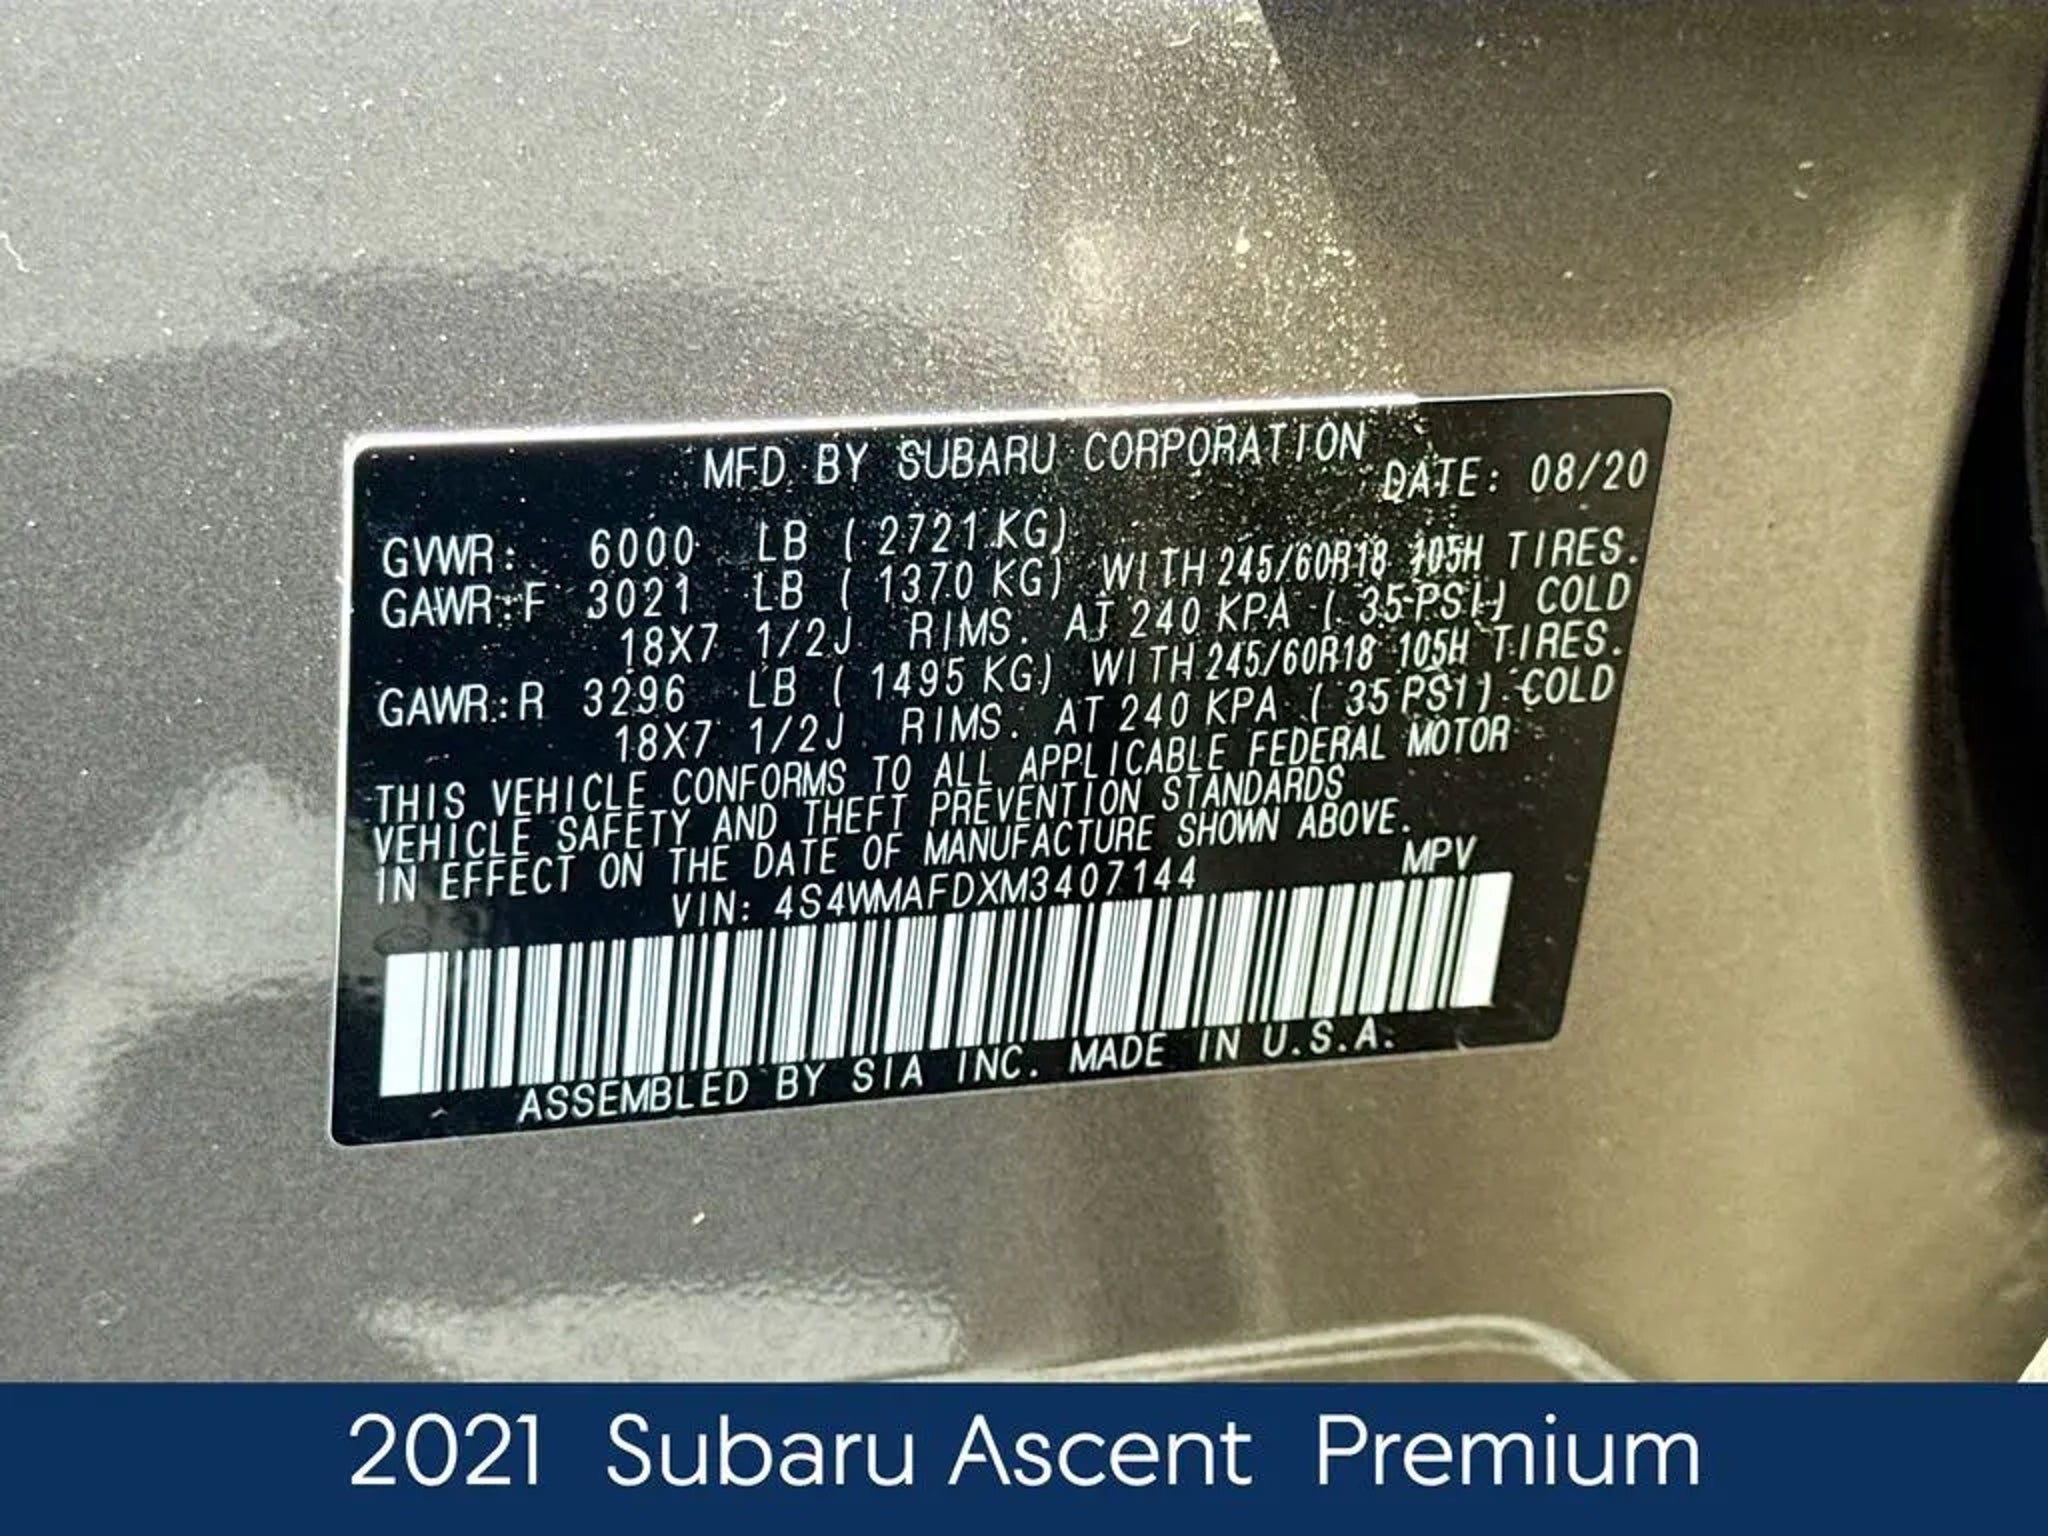 MFD BY SUBARU CORPORATION
DATE: 08/20
GVWR: 6000 LB ( 2721 KG)
GAWR:F 3021 LB ( 1370 KG) WITH 245/60R18 105H TIRES.
18X7 1/2J RIMS. AT 240 KPA ( 35 PSI) COLD
GAWR:R 3296 LB ( 1495 KG) WITH 245/60R18 105H TIRES.
18X7 1/2J RIMS. AT 240 KPA ( 35 PSI) COLD
THIS VEHICLE CONFORMS TO ALL APPLICABLE FEDERAL MOTOR
VEHICLE SAFETY AND THEFT PREVENTION STANDARDS
IN EFFECT ON THE DATE OF MANUFACTURE SHOWN ABOVE.
VIN: 4S4WMAFDXM3407144 MPV
ASSEMBLED BY SIA INC. MADE IN U.S.A.
2021 Subaru Ascent Premium